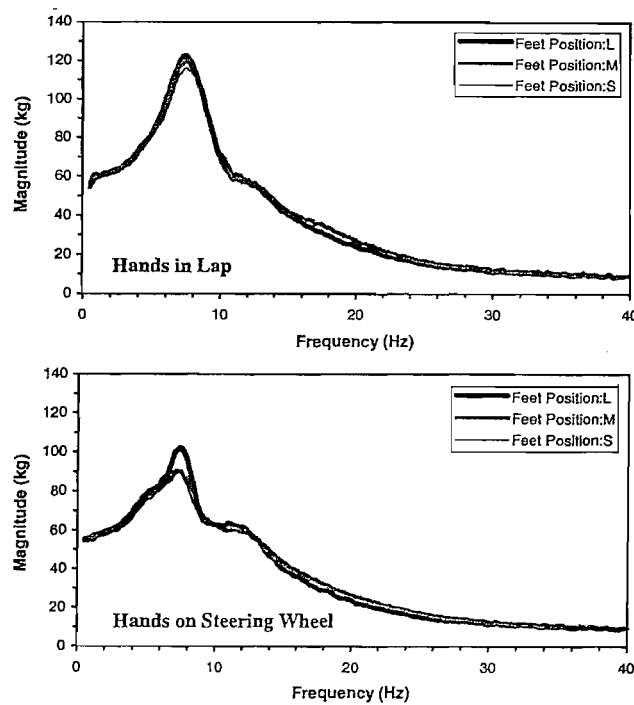 140
120
100
80
60
40
20
0
Magnitude (kg)
Feet Position:L
Feet Position:M
Feet Position:S
Hands in Lap
0 10 20 30 40
Frequency (Hz)
140
120
100
80
60
40
20
0
Magnitude (kg)
Feet Position:L
Feet Position:M
Feet Position:S
Hands on Steering Wheel
0 10 20 30 40
Frequency (Hz)